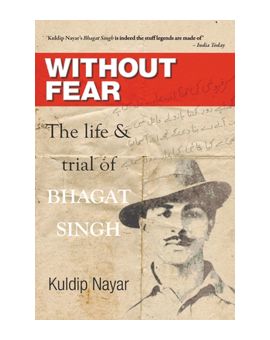 "Kuldip Nayar's Bhagat Singh is indeed the stuff legends are made of"
– India Today
WITHOUT
FEAR
The life &
trial of
BHAGAT
SINGH
Kuldip Nayar